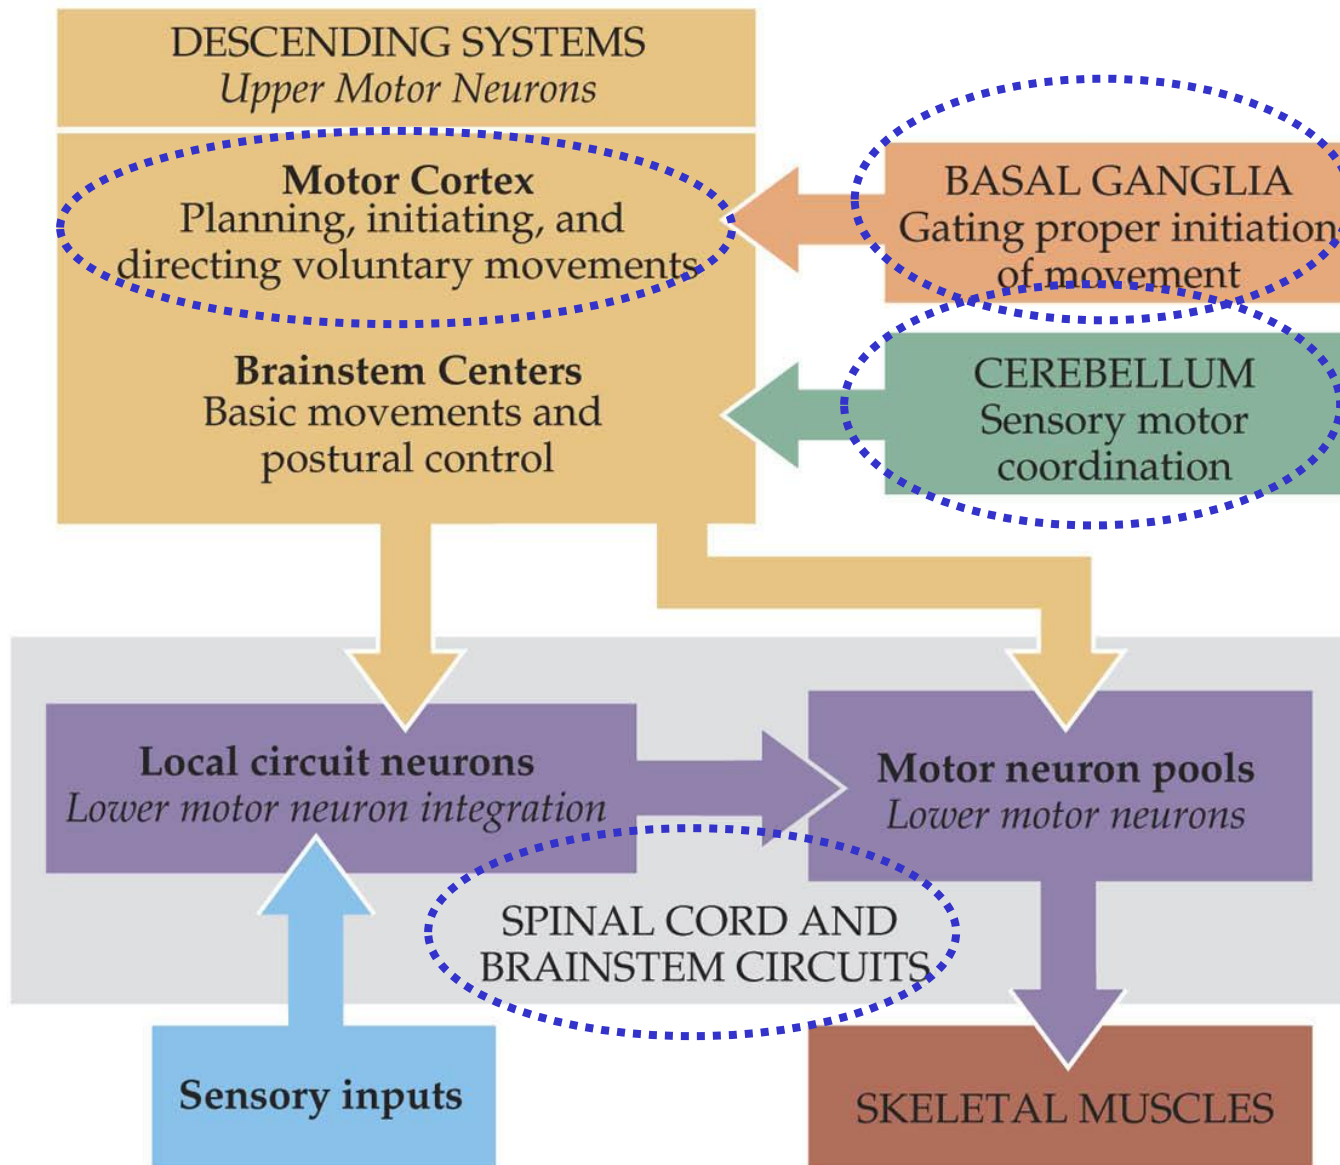 DESCENDING SYSTEMS
Upper Motor Neurons
Motor Cortex
Planning, initiating, and
directing voluntary movements
Brainstem Centers
Basic movements and
postural control
BASAL GANGLIA
Gating proper initiation
of movement
CEREBELLUM
Sensory motor
coordination
Local circuit neurons
Lower motor neuron integration
Motor neuron pools
Lower motor neurons
SPINAL CORD AND
BRAINSTEM CIRCUITS
Sensory inputs
SKELETAL MUSCLES